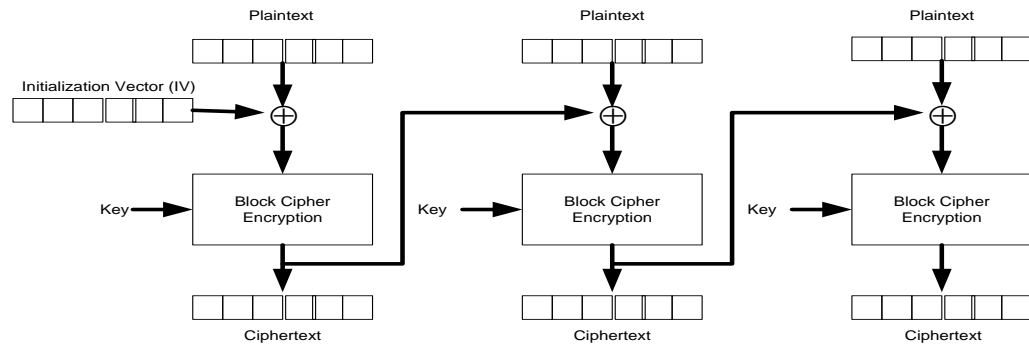 Plaintext
Plaintext
Plaintext
Initialization Vector (IV)
Key
Block Cipher
Encryption
Key
Block Cipher
Encryption
Key
Block Cipher
Encryption
Ciphertext
Ciphertext
Ciphertext